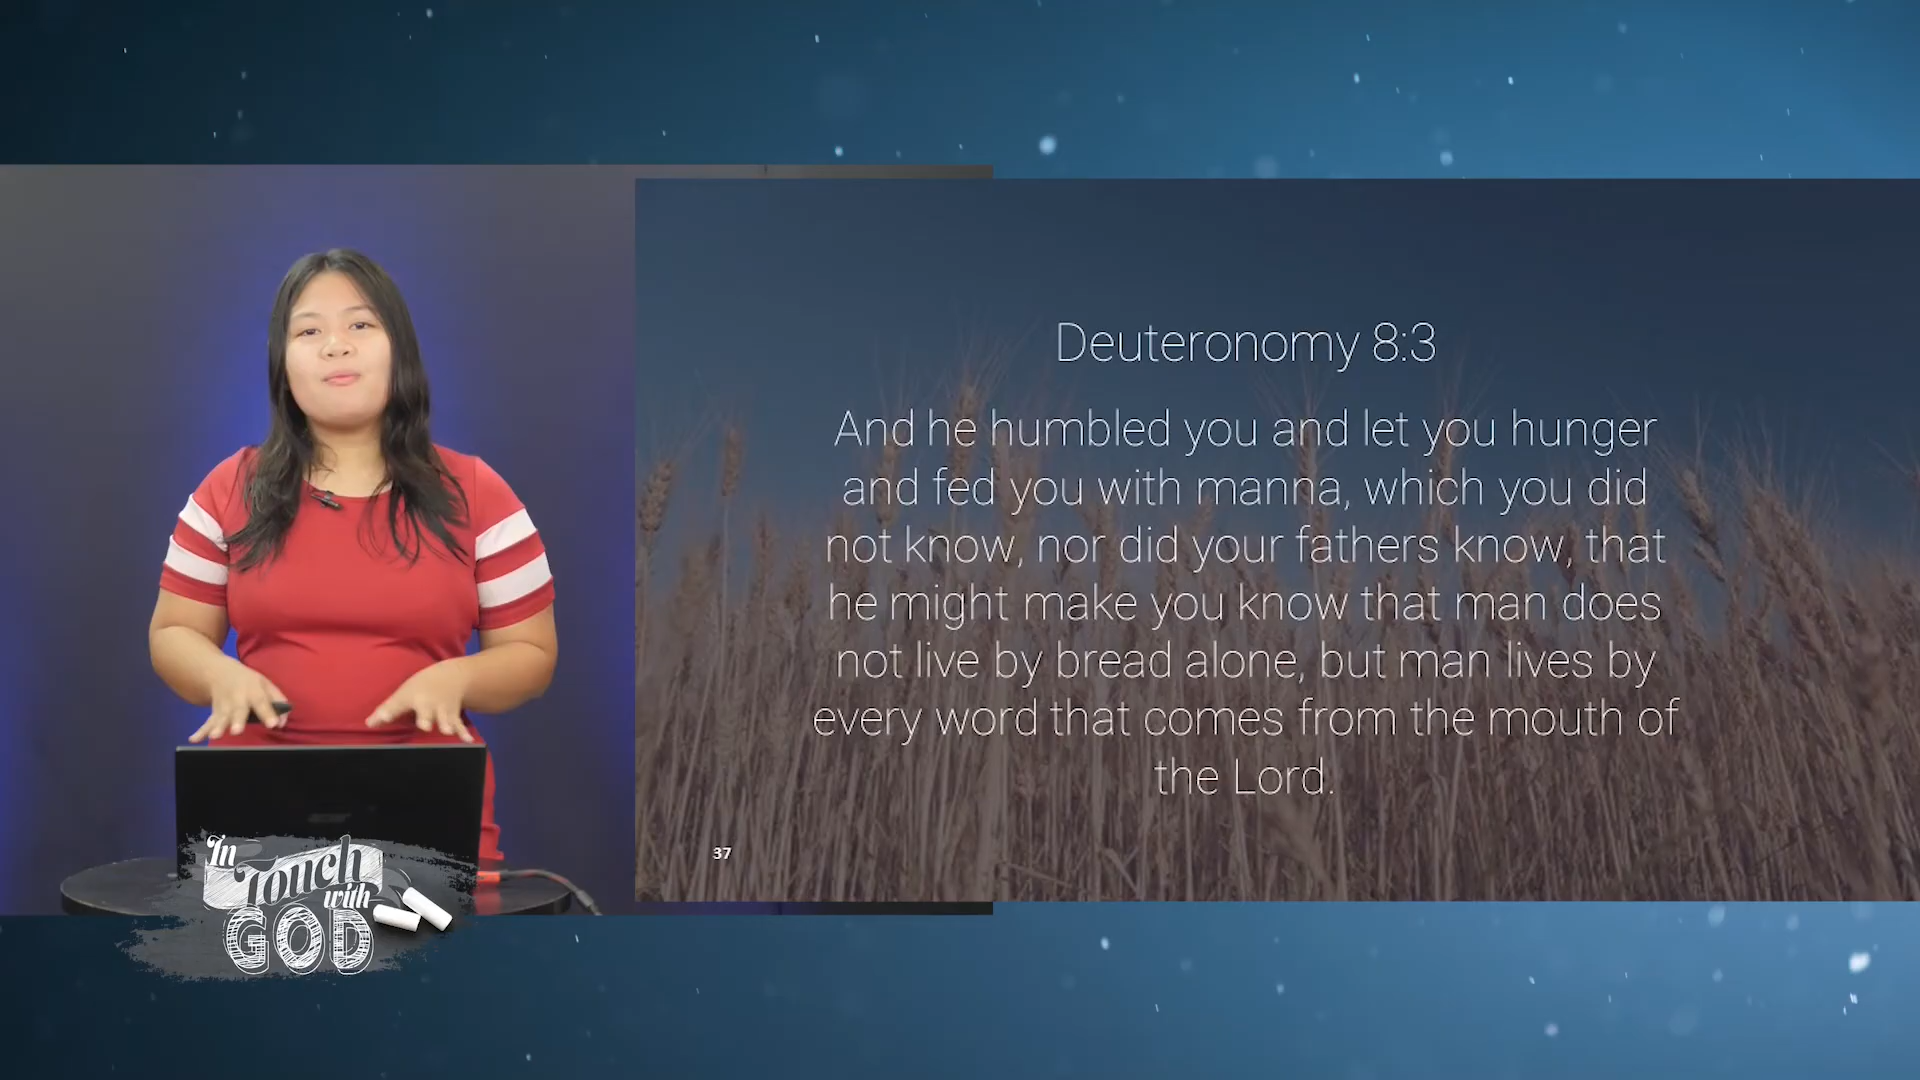 Deuteronomy 8:3
And he humbled you and let you hunger
and fed you with manna, which you did
not know, nor did your fathers know, that
he might make you know that man does
not live by bread alone, but man lives by
every word that comes from the mouth of
the Lord.
37
In
Touch
with
GOD